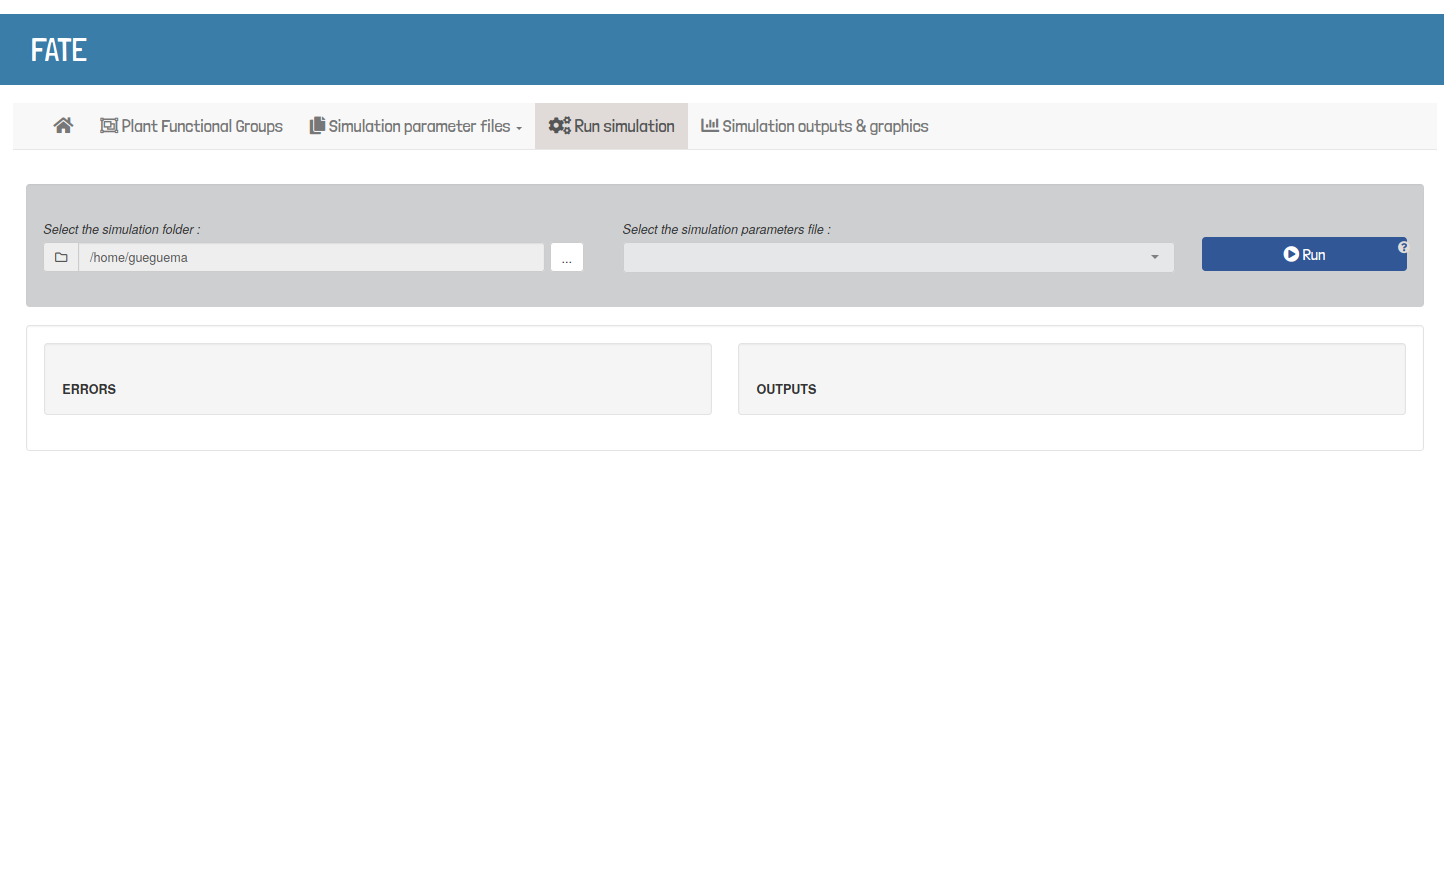 FATE
Plant Functional Groups
Simulation parameter files
Run simulation
Simulation outputs & graphics
Select the simulation folder :
/home/gueguema
...
Select the simulation parameters file :
Run
?
ERRORS
OUTPUTS